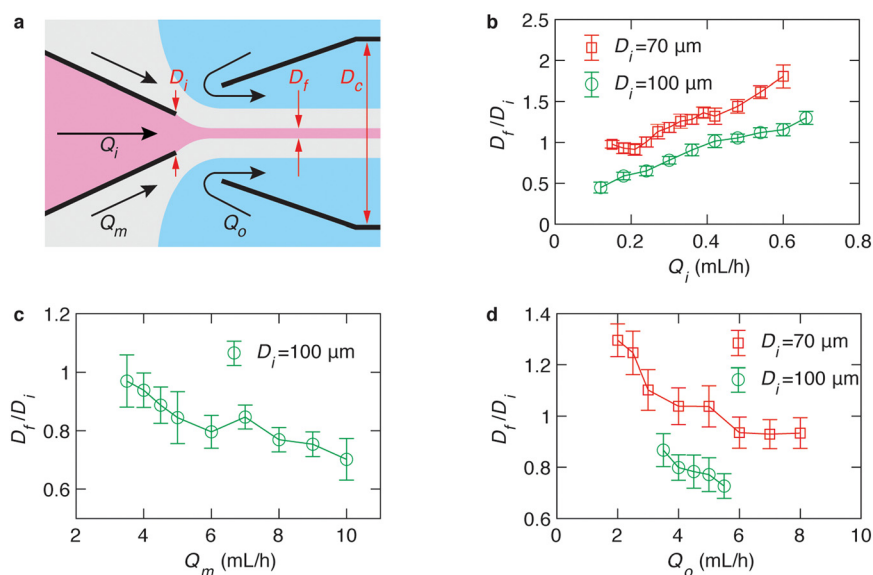 a
D_i
D_f
D_c
Q_i
Q_m
Q_o
b
D_i=70 μm
D_i=100 μm
D_f/D_i
2.5
2
1.5
1
0.5
0
0
0.2
0.4
0.6
0.8
Q_i (mL/h)
c
D_i=100 μm
D_f/D_i
1.2
1
0.8
0.6
2
4
6
8
10
Q_m (mL/h)
d
D_i=70 μm
D_i=100 μm
D_f/D_i
1.4
1.2
1
0.8
0.6
0
2
4
6
8
10
Q_o (mL/h)